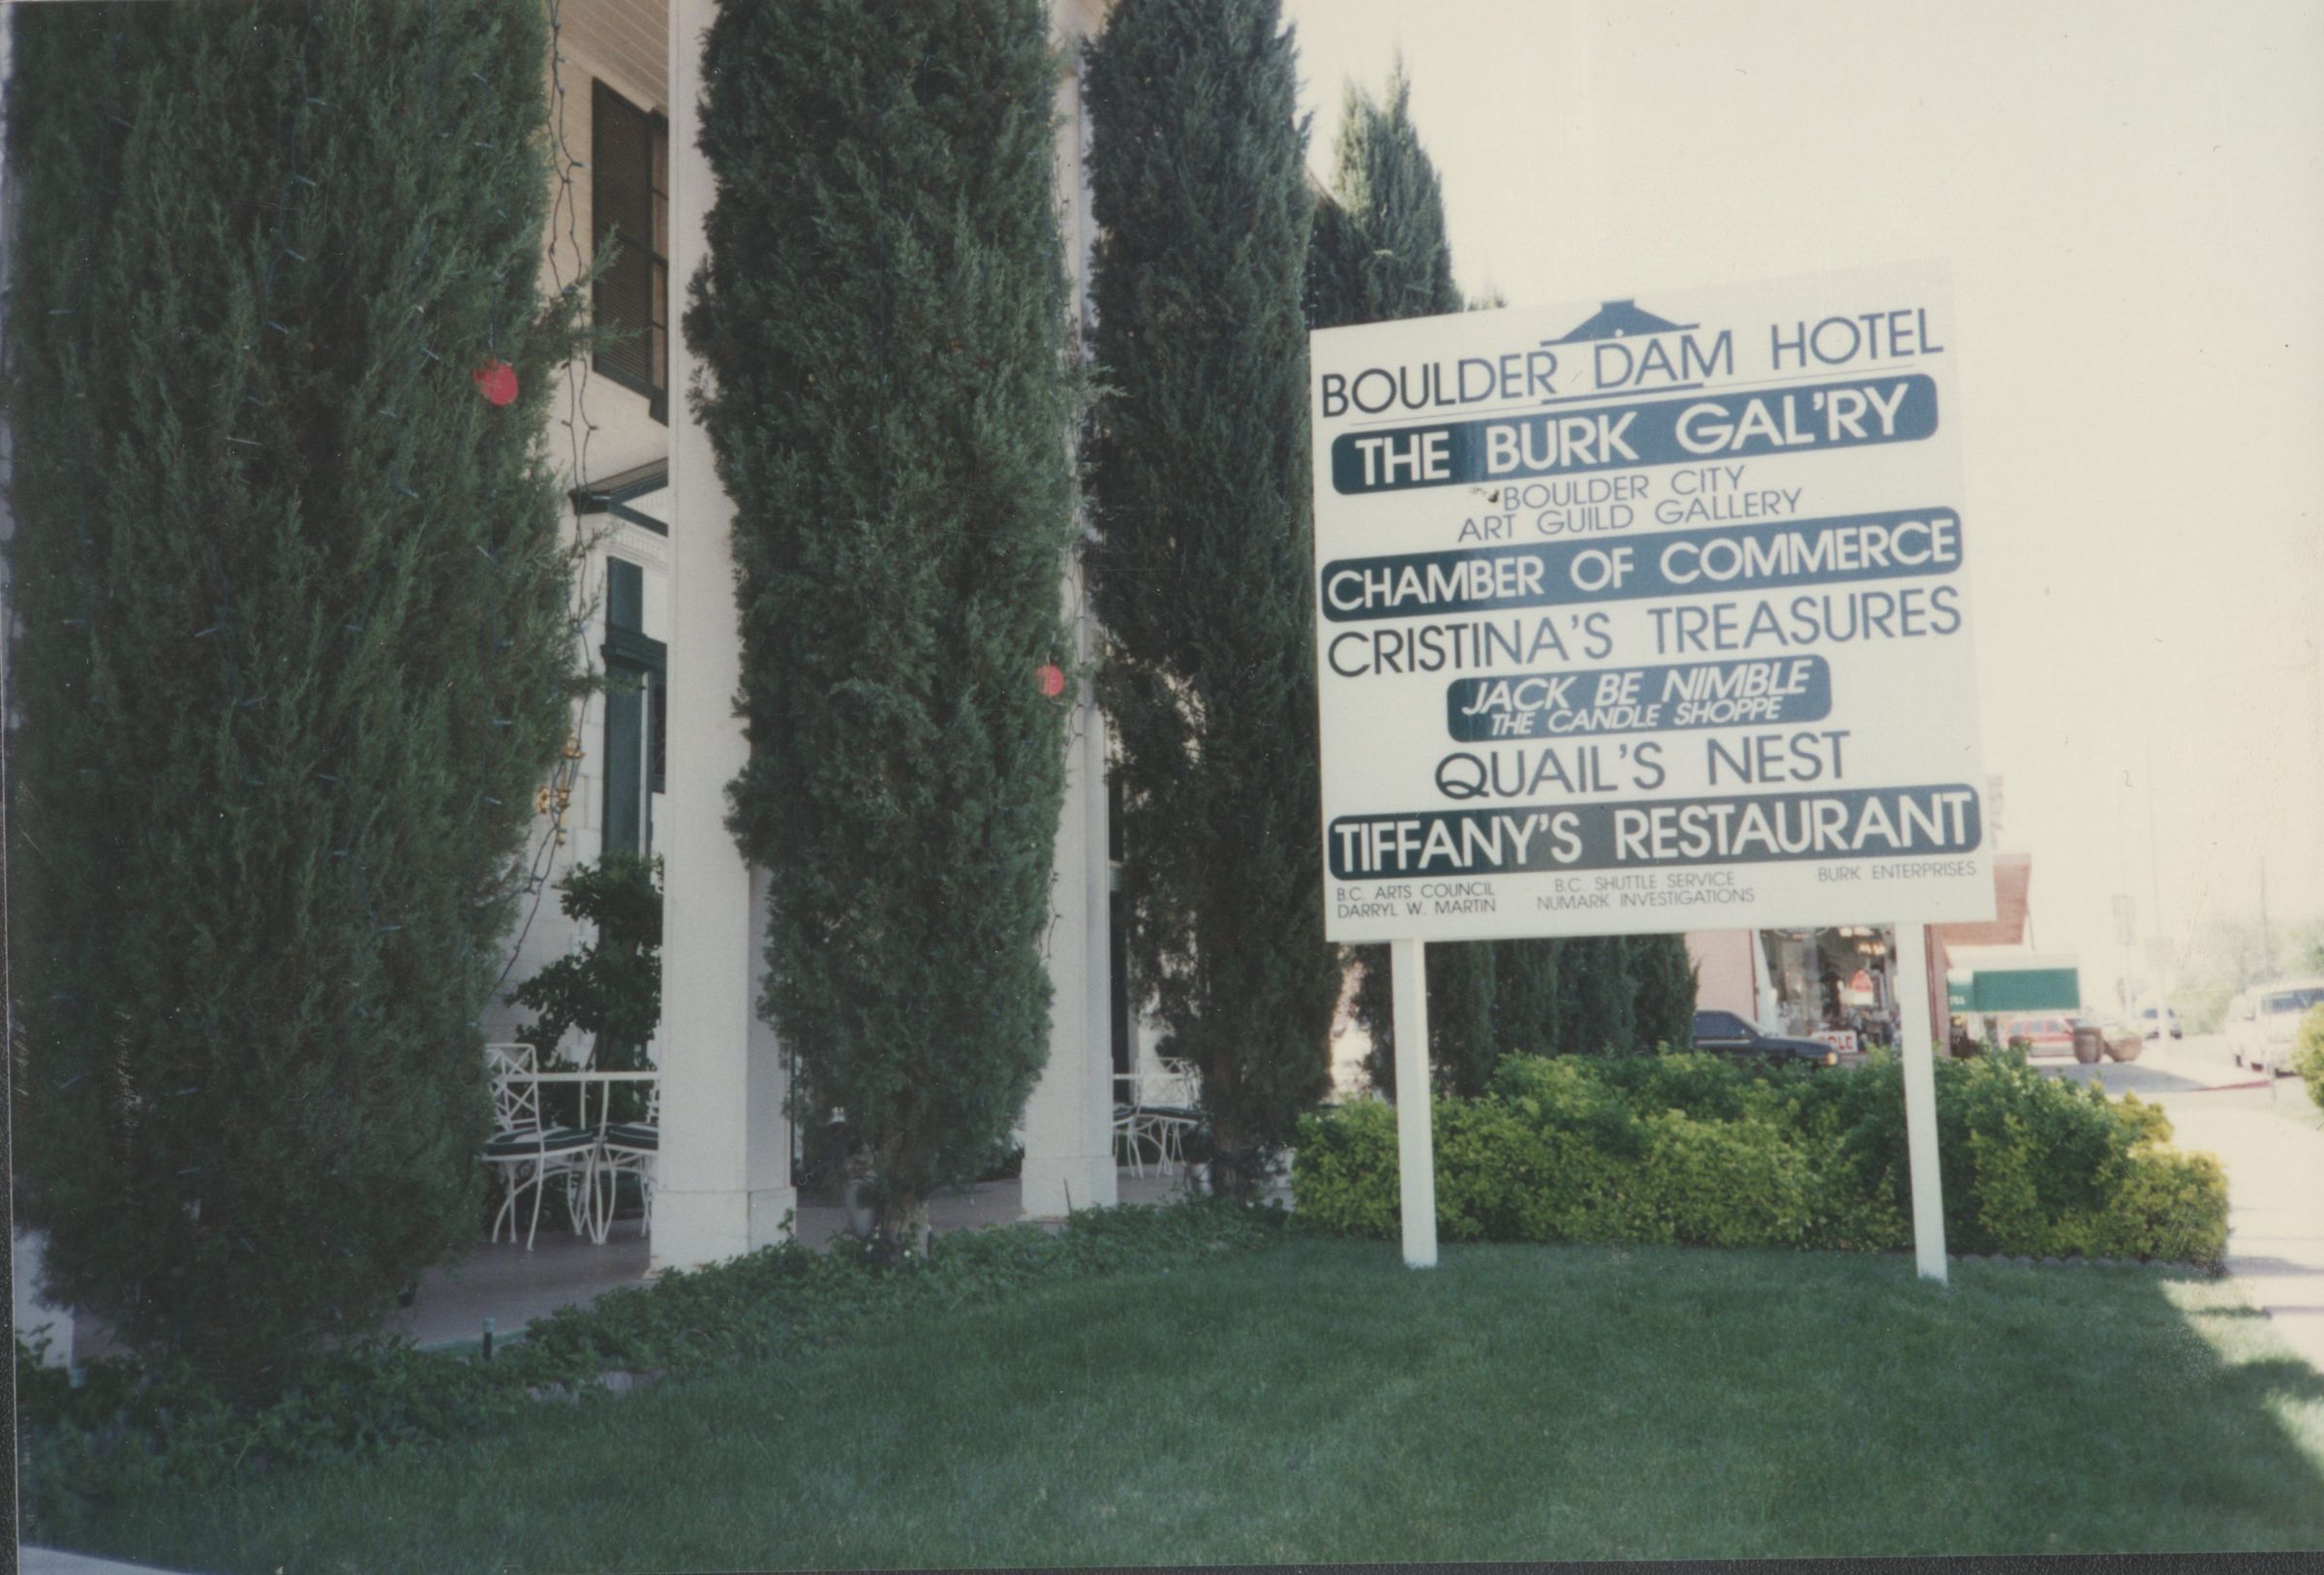 BOULDER DAM HOTEL
THE BURK GAL'RY
BOULDER CITY
ART GUILD GALLERY
CHAMBER OF COMMERCE
CRISTINA'S TREASURES
JACK BE NIMBLE
THE CANDLE SHOPPE
QUAIL'S NEST
TIFFANY'S RESTAURANT
B.C. ARTS COUNCIL
DARRYL W. MARTIN
B.C. SHUTTLE SERVICE
NUMARK INVESTIGATIONS
BURK ENTERPRISES